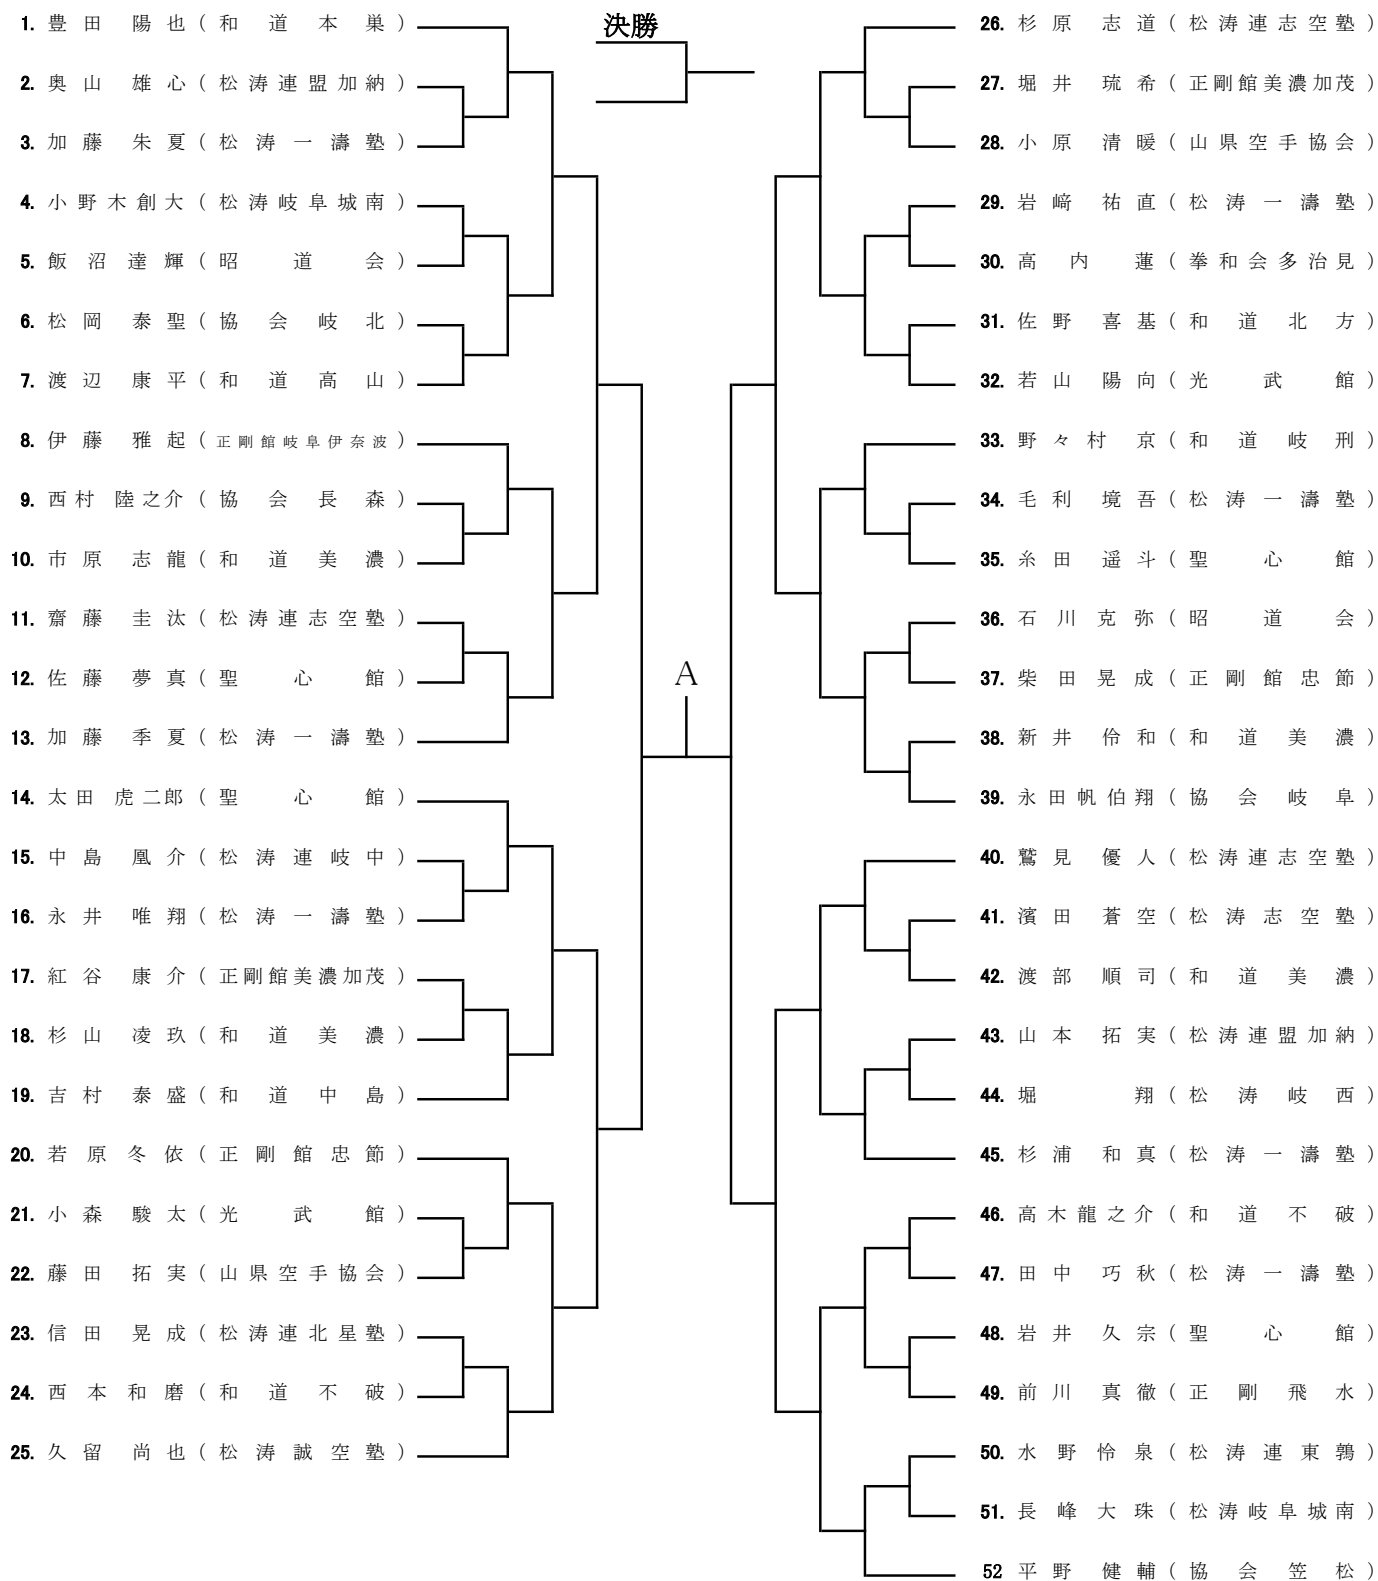 決勝
1. 豊田 陽也(和道本巣)
2. 奥山 雄心(松涛連盟加納)
3. 加藤 朱夏(松涛一濤塾)
4. 小野木創大(松涛岐阜城南)
5. 飯沼達輝(昭道会)
6. 松岡 泰聖(協会岐北)
7. 渡辺 康平(和道高山)
8. 伊藤 雅起(正剛館岐阜伊奈波)
9. 西村 陸之介(協会長森)
10. 市原 志龍(和道美濃)
11. 齋藤 圭汰(松涛連志空塾)
12. 佐藤 夢真(聖心館)
13. 加藤 季夏(松涛一濤塾)
14. 太田 虎二郎(聖心館)
15. 中島 凰介(松涛連岐中)
16. 永井 唯翔(松涛一濤塾)
17. 紅谷 康介(正剛館美濃加茂)
18. 杉山 凌玖(和道美濃)
19. 吉村 泰盛(和道中島)
20. 若原冬依(正剛館忠節)
21. 小森 駿太(光武館)
22. 藤田 拓実(山県空手協会)
23. 信田 晃成(松涛連北星塾)
24. 西本和磨(和道不破)
25. 久留 尚也(松涛誠空塾)
A
26. 杉原 志道(松涛連志空塾)
27. 堀井 琉希(正剛館美濃加茂)
28. 小原 清暖(山県空手協会)
29. 岩﨑 祐直(松涛一濤塾)
30. 高内 蓮(拳和会多治見)
31. 佐野喜基(和道北方)
32. 若山 陽向(光武館)
33. 野々村 京(和道岐刑)
34. 毛利 境吾(松涛一濤塾)
35. 糸田 遥斗(聖心館)
36. 石川克弥(昭道会)
37. 柴田晃成(正剛館忠節)
38. 新井 伶和(和道美濃)
39. 永田帆伯翔(協会岐阜)
40. 鷲見 優人(松涛連志空塾)
41. 濱田 蒼空(松涛志空塾)
42. 渡部 順司(和道美濃)
43. 山本 拓実(松涛連盟加納)
44. 堀 翔(松涛岐西)
45. 杉浦 和真(松涛一濤塾)
46. 高木龍之介(和道不破)
47. 田中 巧秋(松涛一濤塾)
48. 岩井久宗(聖心館)
49. 前川 真徹(正剛飛水)
50. 水野怜泉(松涛連東鶉)
51. 長峰大珠(松涛岐阜城南)
52 平野 健輔(協会笠松)